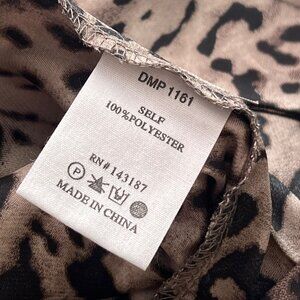 DMP 1161
SELF
100%POLYESTER
RN# 143187
P
MADE IN CHINA